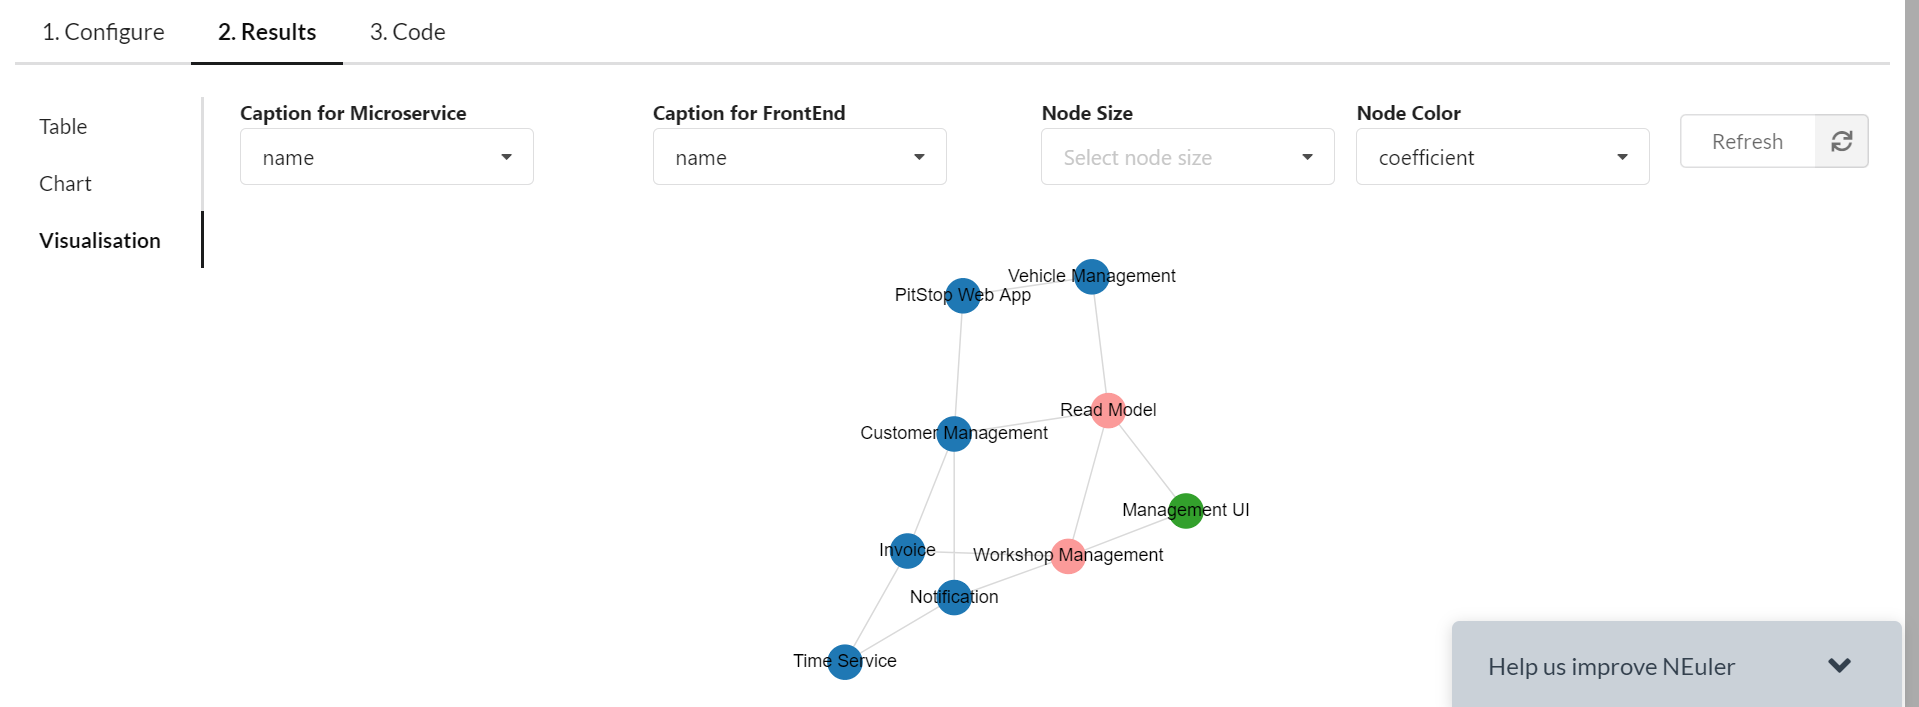 1. Configure
2. Results
3. Code
Table
Chart
Visualisation
Caption for Microservice
name
Caption for FrontEnd
name
Node Size
Select node size
Node Color
coefficient
Refresh
Vehicle Management
PitStop Web App
Read Model
Customer Management
Management UI
Invoice
Workshop Management
Notification
Time Service
Help us improve NEuler